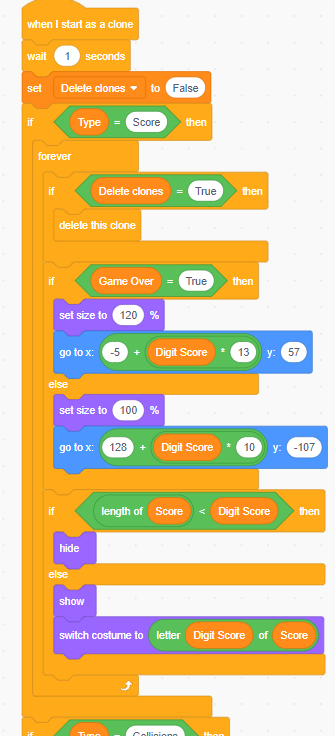 when I start as a clone
wait 1 seconds
set Delete clones to False
if Type = Score then
forever
if Delete clones = True then
delete this clone
if Game Over = True then
set size to 120 %
go to x: -5 + Digit Score * 13 y: 57
else
set size to 100 %
go to x: 128 + Digit Score * 10 y: -107
else
if length of Score < Digit Score then
hide
else
show
switch costume to letter Digit Score of Score
if Type = Collisions then